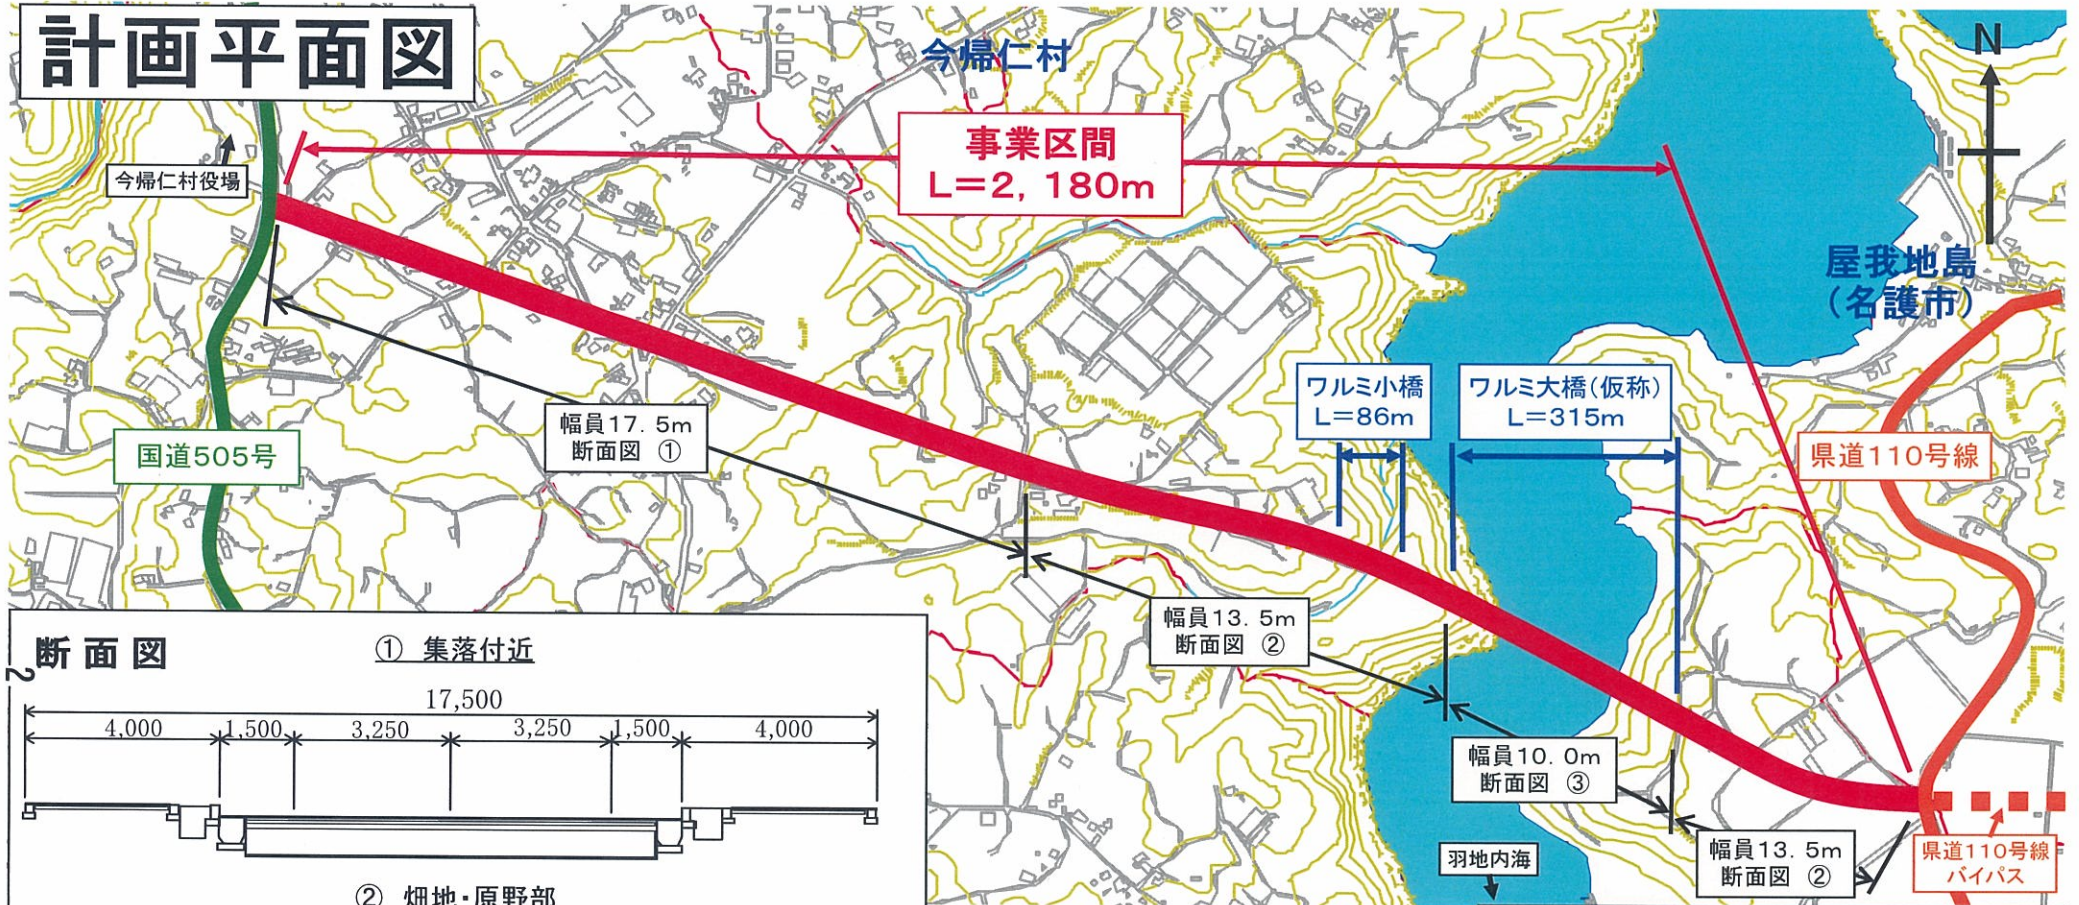 計画平面図
今帰仁村
N
事業区間
L=2, 180m
今帰仁村役場
屋我地島
(名護市)
ワルミ小橋
L=86m
ワルミ大橋(仮称)
L=315m
幅員17. 5m
断面図 ①
国道505号
県道110号線
幅員13. 5m
断面図 ②
幅員10. 0m
断面図 ③
幅員13. 5m
断面図 ②
県道110号線
バイパス
羽地内海
断面図
① 集落付近
2
17,500
4,000 1,500 3,250 3,250 1,500 4,000
② 畑地・原野部